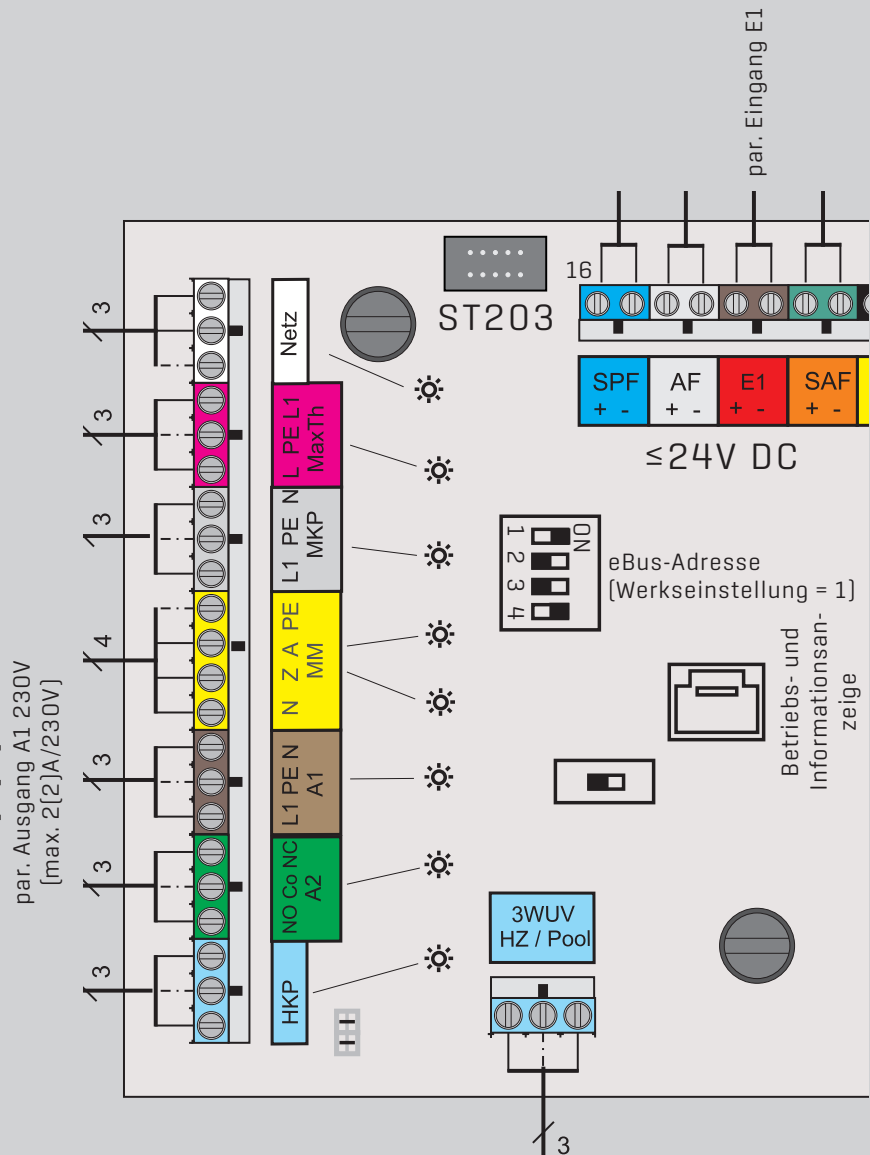 par. Eingang E1
16
ST203
SPF
+ -
AF
+ -
E1
+ -
SAF
+ -
≤24V DC
3
Netz
3
L PE L1
MaxTh
3
L1 PE N
MKP
4
N Z A PE
MM
par. Ausgang A1 230V
(max. 2(2)A/230V)
3
L1 PE N
A1
3
NO Co NC
A2
3
HKP
ON
1 2 3 4
eBus-Adresse
(Werkseinstellung = 1)
Betriebs- und
Informationsan-
zeige
3WUV
HZ / Pool
3